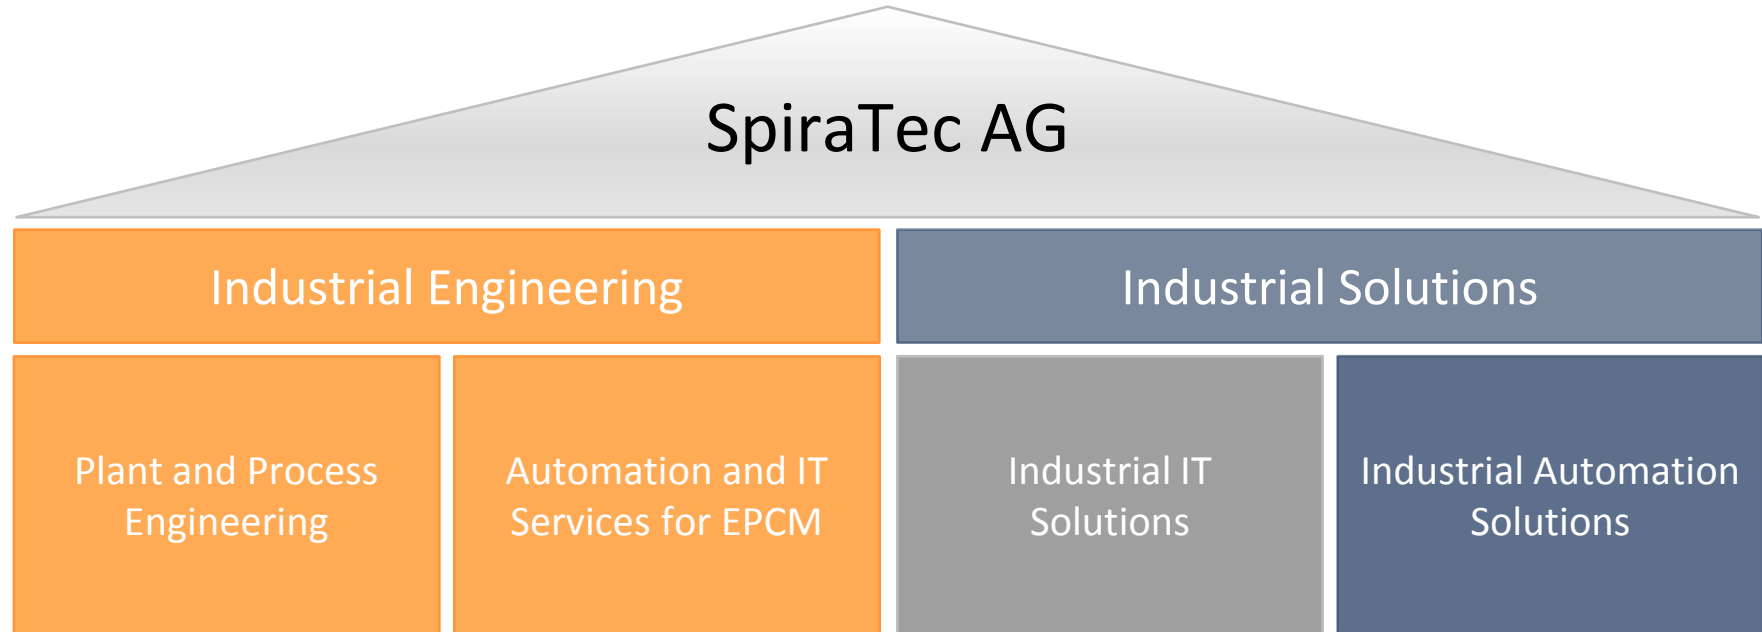 SpiraTec AG
Industrial Engineering
Industrial Solutions
Plant and Process
Engineering
Automation and IT
Services for EPCM
Industrial IT
Solutions
Industrial Automation
Solutions